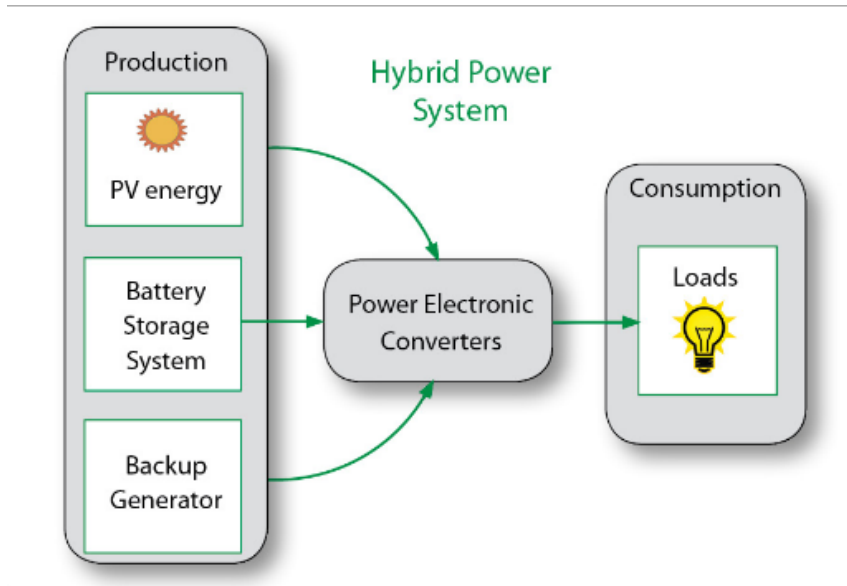 Production
PV energy
Battery
Storage
System
Backup
Generator
Hybrid Power
System
Power Electronic
Converters
Consumption
Loads